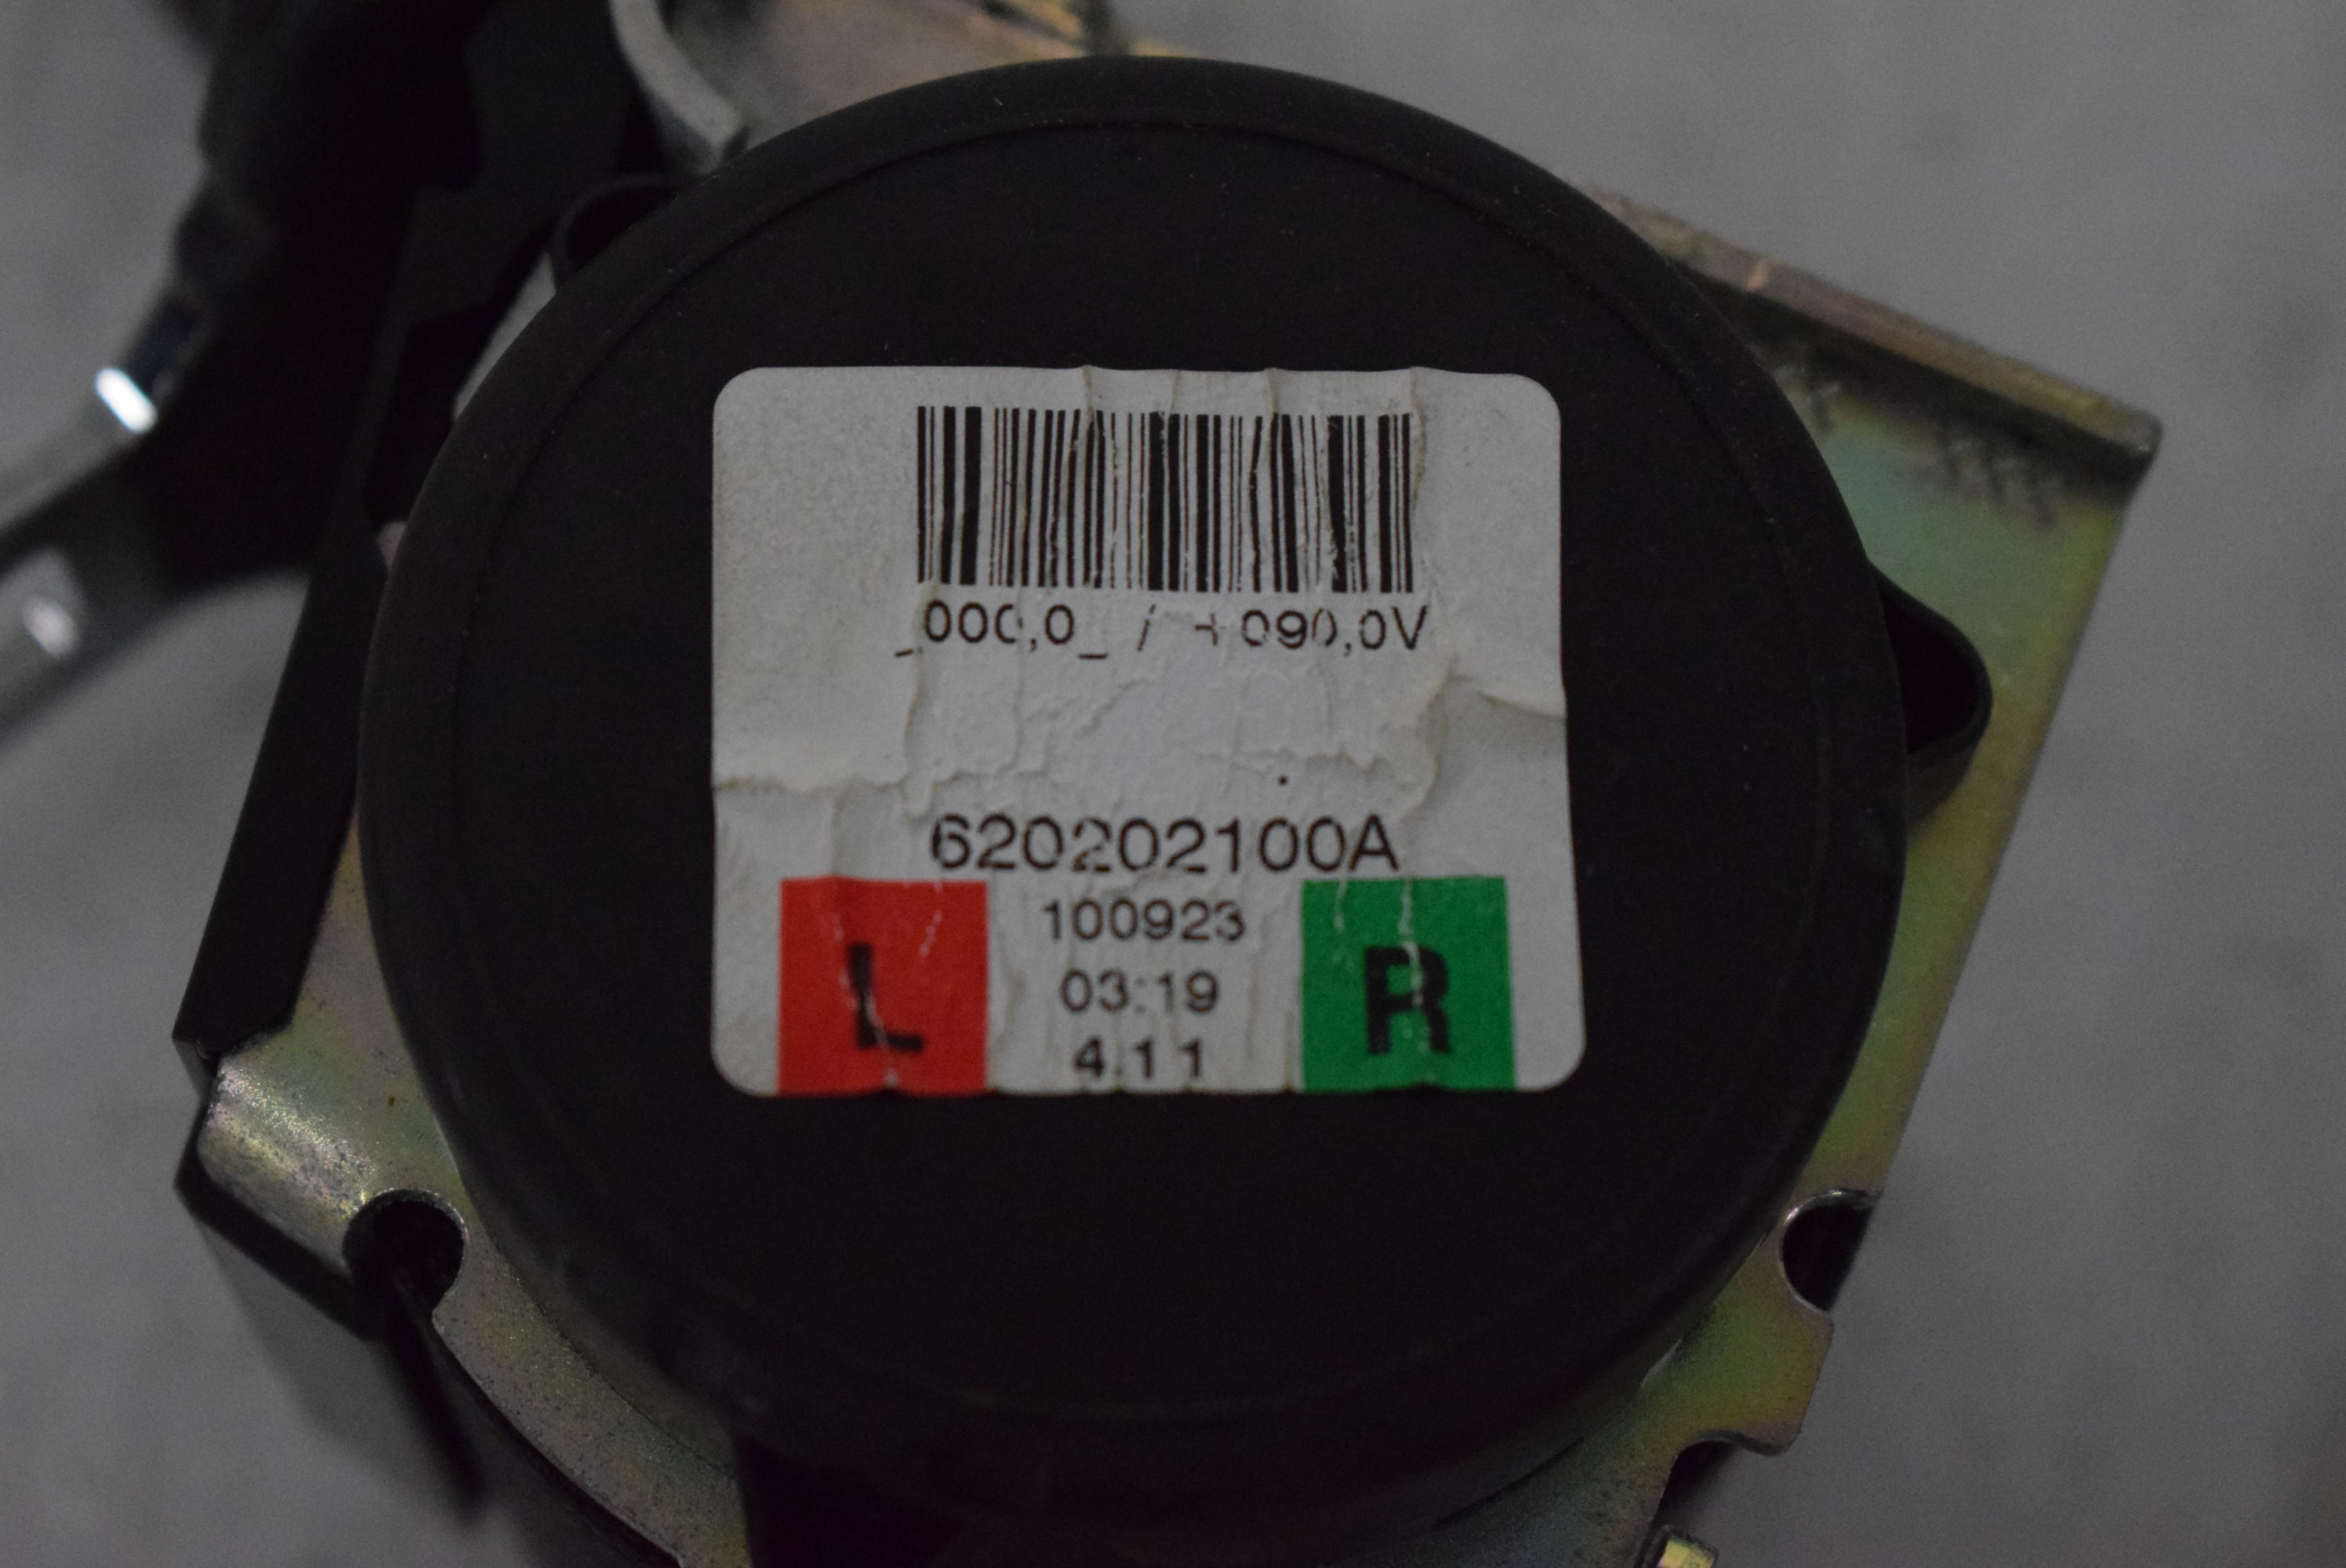 _000,0_ / +090,0V
620202100A
100923
03:19
4.11
L
R